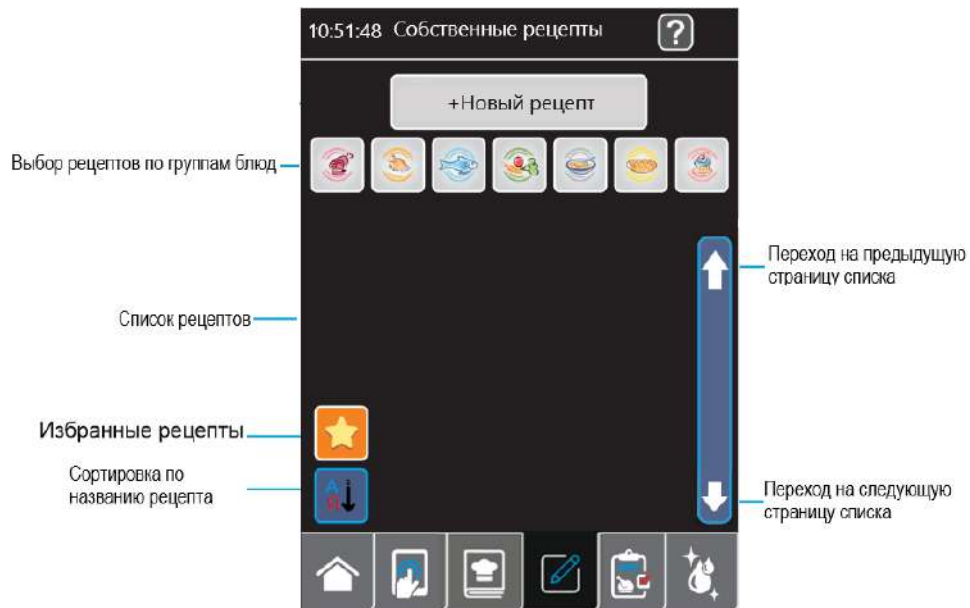 10:51:48 Собственные рецепты
?
+Новый рецепт
Выбор рецептов по группам блюд
Переход на предыдущую
страницу списка
Список рецептов
Избранные рецепты
Сортировка по
названию рецепта
А
Я
Переход на следующую
страницу списка